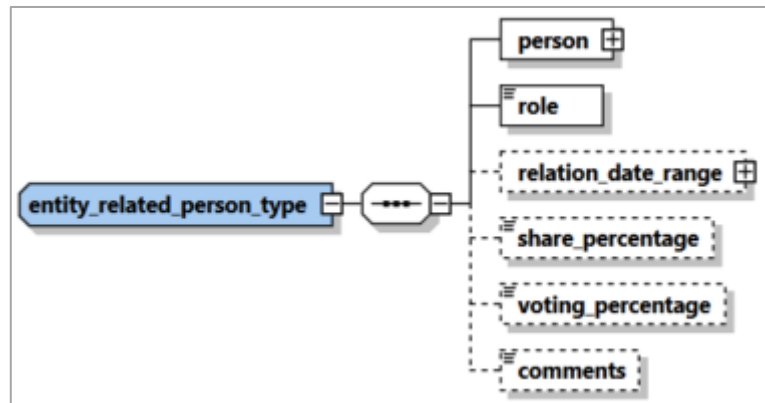 person
role
entity_related_person_type
relation_date_range
share_percentage
voting_percentage
comments